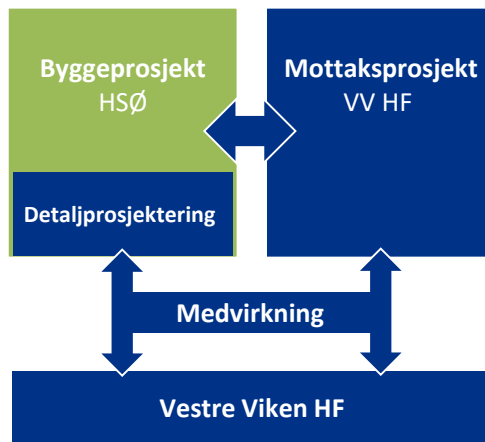 Byggeprosjekt
HSØ
Mottaksprosjekt
VV HF
Detaljprosjektering
Medvirkning
Vestre Viken HF